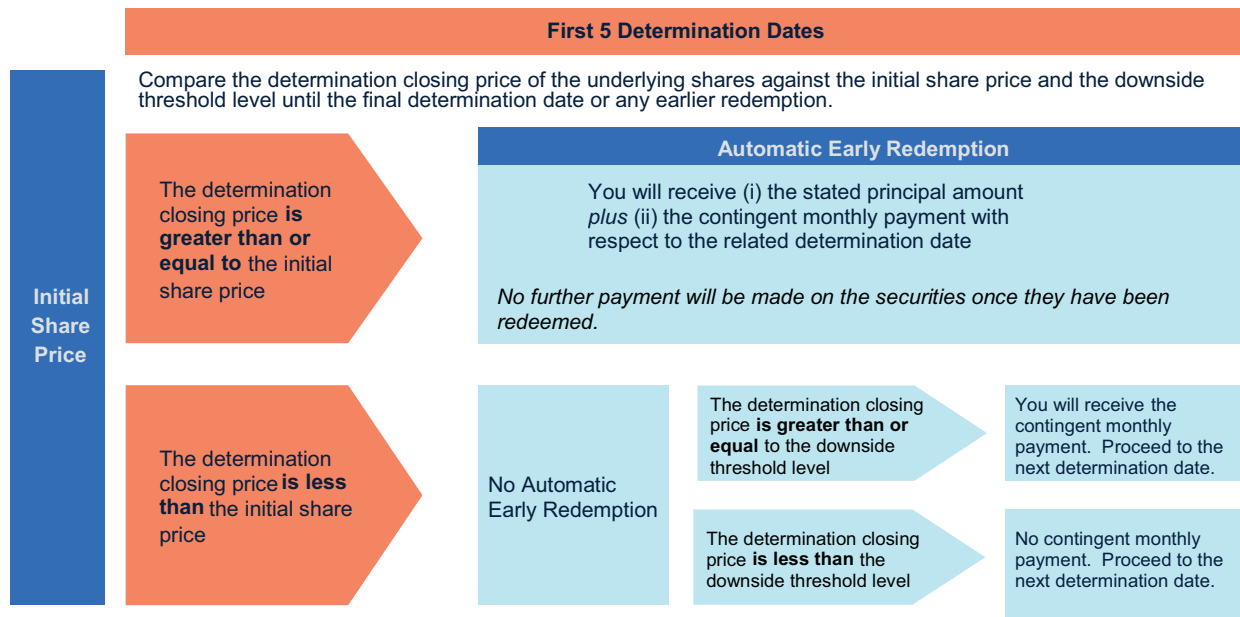 First 5 Determination Dates
Compare the determination closing price of the underlying shares against the initial share price and the downside
threshold level until the final determination date or any earlier redemption.
Initial
Share
Price
The determination
closing price is
greater than or
equal to the initial
share price
Automatic Early Redemption
You will receive (i) the stated principal amount
plus (ii) the contingent monthly payment with
respect to the related determination date
No further payment will be made on the securities once they have been
redeemed.
The determination
closing price is less
than the initial share
price
No Automatic
Early Redemption
The determination closing
price is greater than or
equal to the downside
threshold level
You will receive the
contingent monthly
payment. Proceed to the
next determination date.
The determination closing
price is less than the
downside threshold level
No contingent monthly
payment. Proceed to the
next determination date.